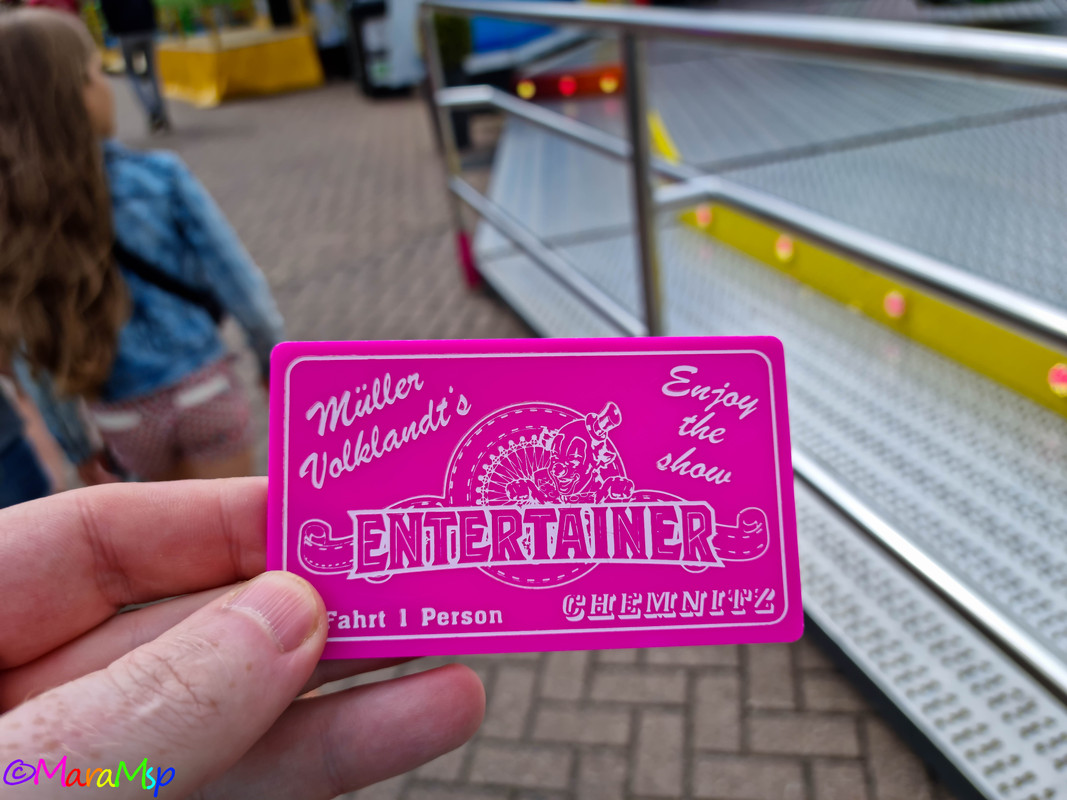 Müller
Volklandt's
Enjoy
the
show
ENTERTAINER
Fahrt 1 Person
CHEMNITZ
©MaraMsp